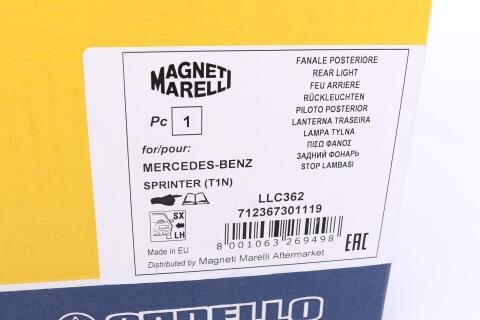 MAGNETI
MARELLI
Pc 1
for/pour:
MERCEDES-BENZ
SPRINTER (T1N)
FANALE POSTERIORE
REAR LIGHT
FEU ARRIERE
RÜCKLEUCHTEN
PILOTO POSTERIOR
LANTERNA TRASEIRA
LAMPA TYLNA
ΠΙΣΩ ΦΑΝΟΣ
ЗАДНИЙ ФОНАРЬ
STOP LAMBASI
SX
LH
LLC362
712367301119
8 001063 269498
EAC
Made in EU
Distributed by Magneti Marelli Aftermarket
CARELLO